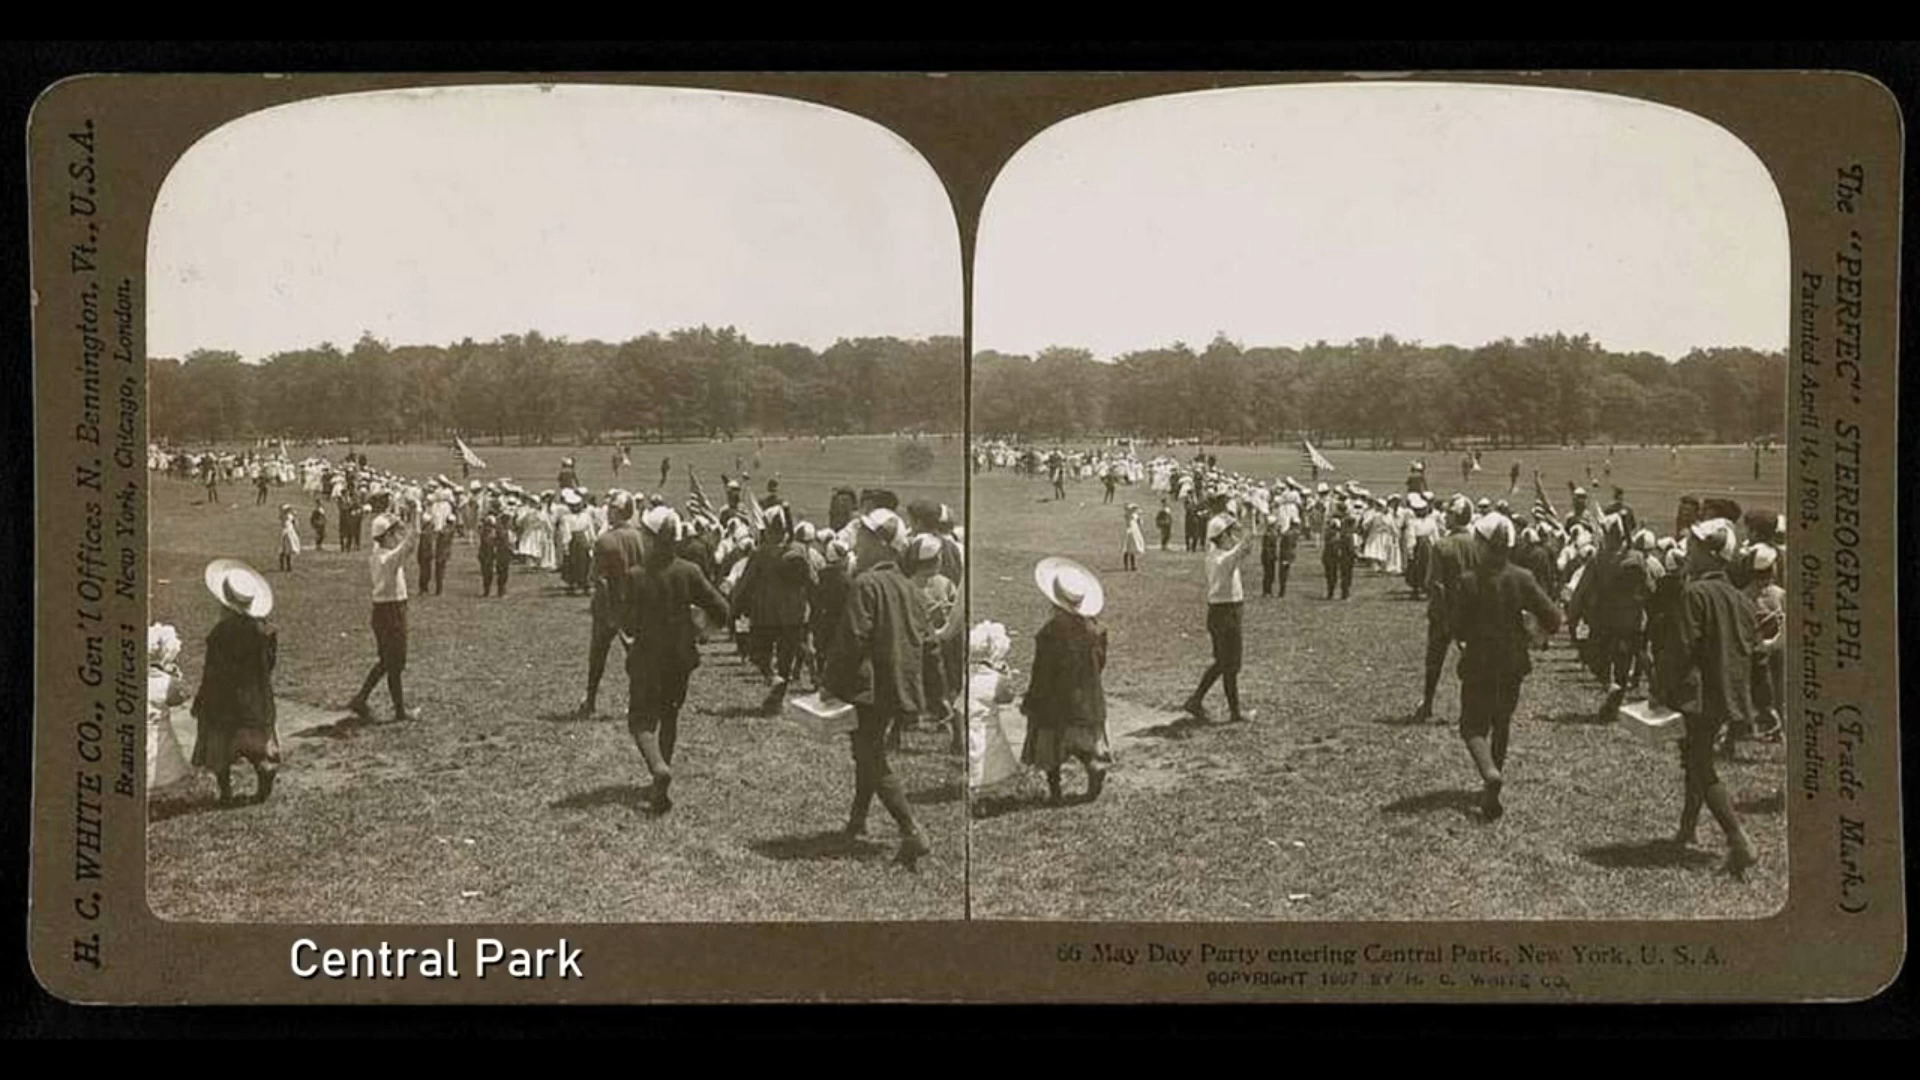 H. C. WHITE CO., Gen'l Offices N. Bennington, Vt., U.S.A.
Branch Offices: New York, Chicago, London.
The "PERFEC" STEREOGRAPH. (Trade Mark.)
Patented April 14, 1903. Other Patents Pending.
Central Park
66 May Day Party entering Central Park, New York, U. S. A.
COPYRIGHT 1907 BY H. C. WHITE CO.